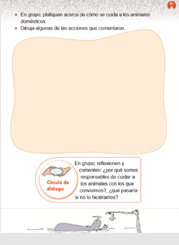 En grupo, platiquen acerca de cómo se cuida a los animales
domésticos.
Dibuja algunas de las acciones que comentaron.
Círculo de
diálogo
En grupo, reflexionen y
comenten: ¿por qué somos
responsables de cuidar a
los animales con los que
convivimos?, ¿qué pasaría
si no lo hiciéramos?